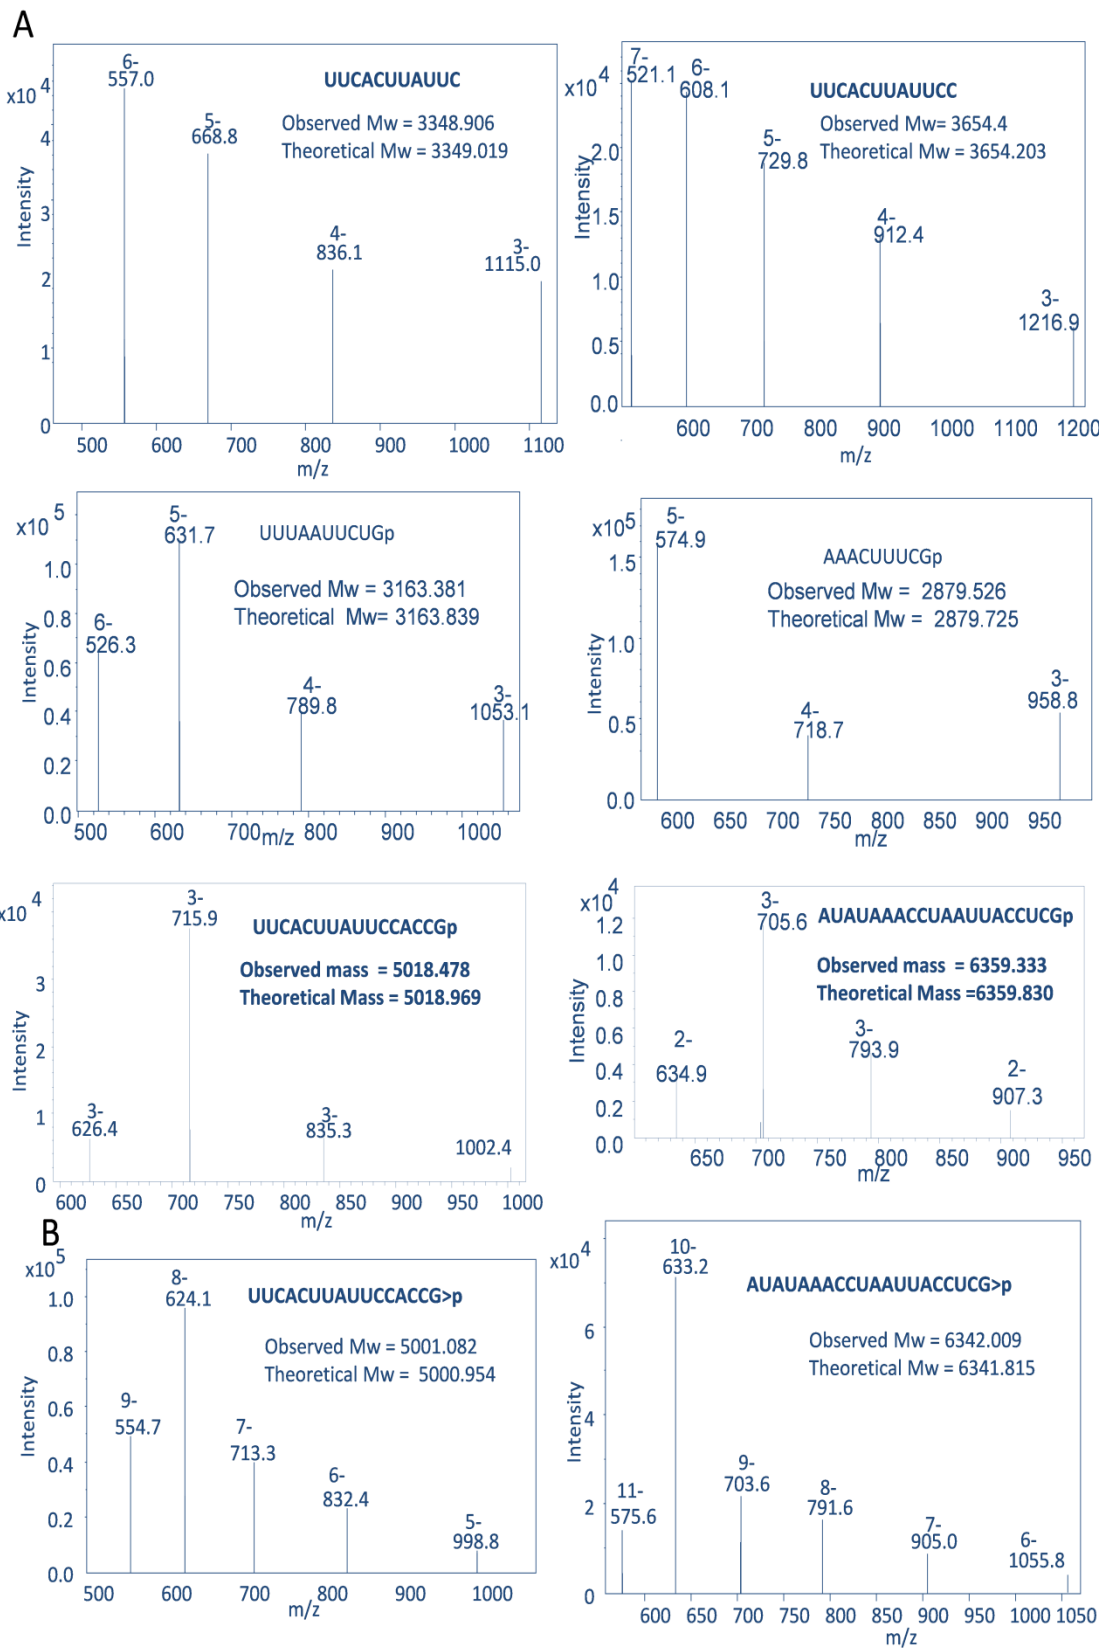 A
x10 4
6-
557.0
UUCACUUAUUC
5-
668.8
Observed Mw = 3348.906
Theoretical Mw = 3349.019
4-
836.1
3-
1115.0
Intensity
4
3
2
1
0
500 600 700 800 900 1000 1100
m/z
x10 4
7-
521.1
6-
608.1
UUCACUUAUUCC
Observed Mw= 3654.4
Theoretical Mw = 3654.203
5-
729.8
4-
912.4
3-
1216.9
Intensity
2.0
1.5
1.0
0.5
0.0
600 700 800 900 1000 1100 1200
m/z
x10 5
5-
631.7
UUUAAUUCUGp
Observed Mw = 3163.381
Theoretical Mw= 3163.839
6-
526.3
4-
789.8
3-
1053.1
Intensity
1.0
0.8
0.6
0.4
0.2
0.0
500 600 700 800 900 1000
m/z
x10 5
5-
574.9
AAACUUUCGp
Observed Mw = 2879.526
Theoretical Mw = 2879.725
4-
718.7
3-
958.8
Intensity
1.5
1.0
0.5
0.0
600 650 700 750 800 850 900 950
m/z
x10 4
3-
715.9
UUCACUUAUUCCACCGp
Observed mass = 5018.478
Theoretical Mass = 5018.969
3-
626.4
3-
835.3
1002.4
Intensity
3
2
1
0
600 650 700 750 800 850 900 950 1000
m/z
x10 4
3-
705.6
AUAUAAACCUAAUUACCUCGp
Observed mass = 6359.333
Theoretical Mass =6359.830
2-
634.9
3-
793.9
2-
907.3
Intensity
1.2
1.0
0.8
0.6
0.4
0.2
0.0
650 700 750 800 850 900 950
m/z
B
x10 5
8-
624.1
UUCACUUAUUCCACCG>p
Observed Mw = 5001.082
Theoretical Mw = 5000.954
9-
554.7
7-
713.3
6-
832.4
5-
998.8
Intensity
1.0
0.8
0.6
0.4
0.2
0.0
500 600 700 800 900 1000
m/z
x10 4
10-
633.2
AUAUAAACCUAAUUACCUCG>p
Observed Mw = 6342.009
Theoretical Mw = 6341.815
11-
575.6
9-
703.6
8-
791.6
7-
905.0
6-
1055.8
Intensity
6
4
2
0
600 650 700 750 800 850 900 950 1000 1050
m/z